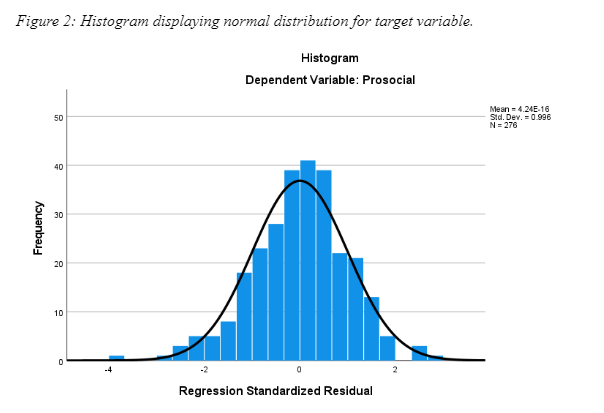 Figure 2: Histogram displaying normal distribution for target variable.
Histogram
Dependent Variable: Prosocial
Mean = 4.24E-16
Std. Dev. = 0.996
N = 276
50
40
30
20
10
0
Frequency
-4
-2
0
2
Regression Standardized Residual